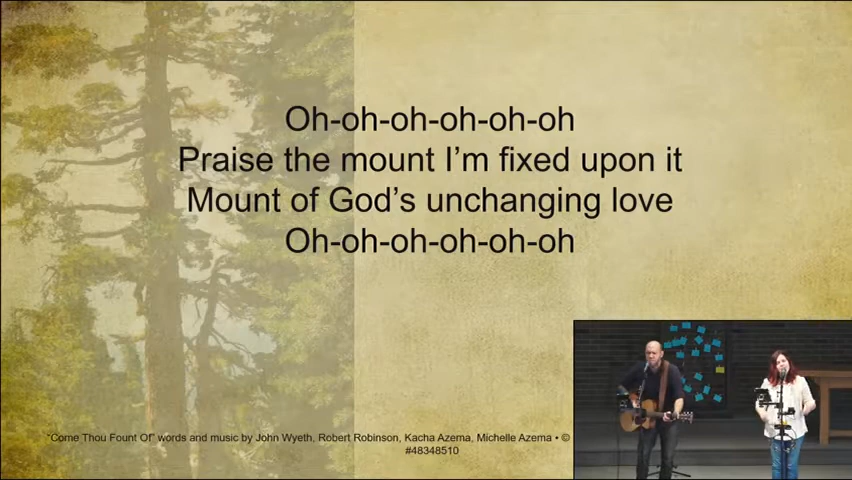 Oh-oh-oh-oh-oh-oh
Praise the mount I'm fixed upon it
Mount of God's unchanging love
Oh-oh-oh-oh-oh-oh
"Come Thou Fount Of" words and music by John Wyeth, Robert Robinson, Kacha Azema, Michelle Azema • ©
#48348510